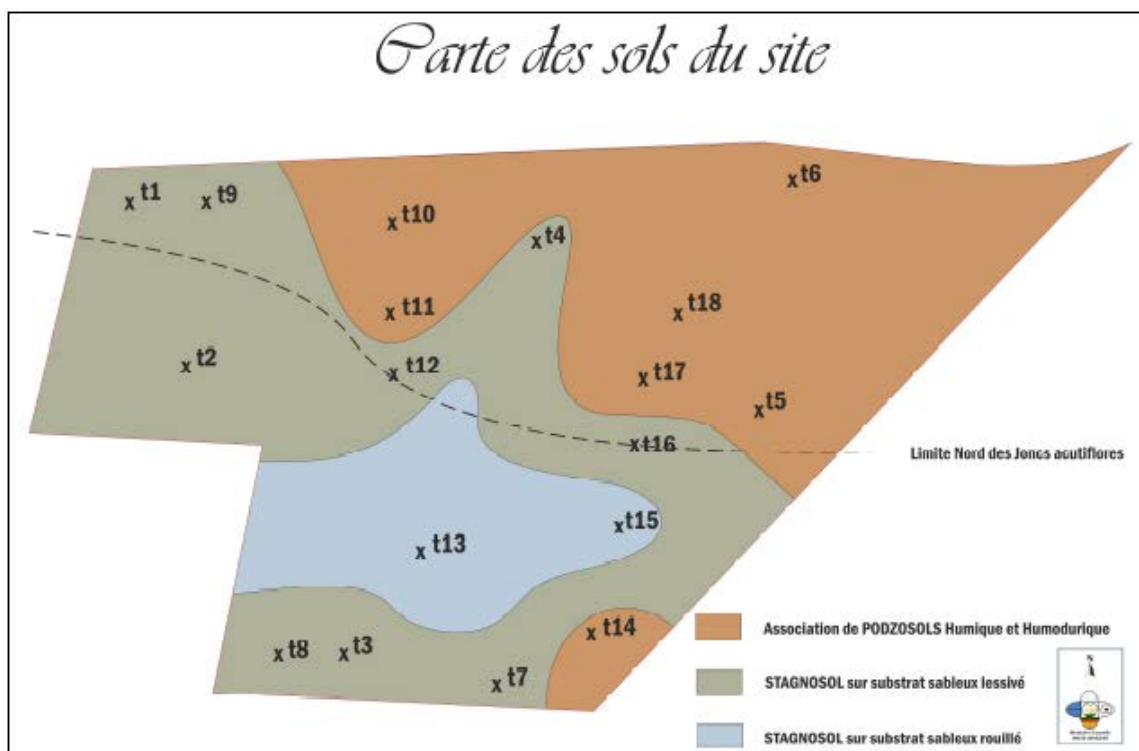 Carte des sols du site
t6
t1 t9
t10
t4
t11 t18
t2 t12 t17
t5
t16
Limite Nord des Joncs acutiflores
t15
t13
t14
t8 t3
t7
Association de PODZOSOLS Humique et Humodurique
N
STAGNOSOL sur substrat sableux lessivé
STAGNOSOL sur substrat sableux rouillé